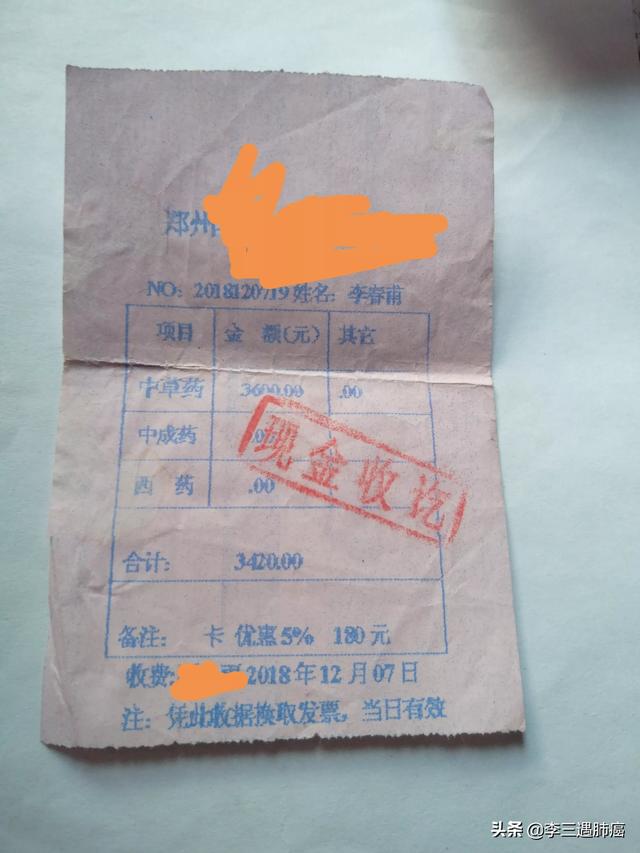 郑州
NO：2018120719 姓名：李春甫
项目 金 额(元) 其它
中草药 3600.00 .00
中成药 .00
西 药 .00
现金收讫
合计： 3420.00
备注： 卡 优惠5% 180元
收费: 2018年12月07日
注：凭此收据换取发票，当日有效
头条 @李三遇肺癌